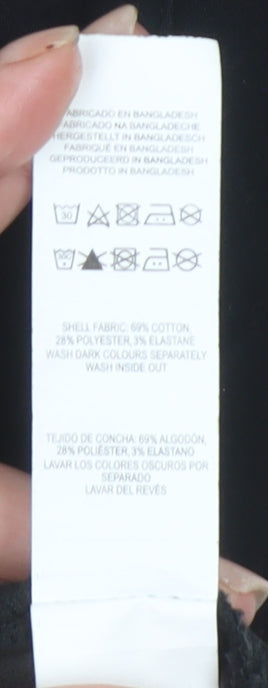 FABRICADO EN BANGLADESH
FABRICADO NA BANGLADECHE
HERGESTELLT IN BANGLADESCH
FABRIQUÉ EN BANGLADESH
GEPRODUCEERD IN BANGLADESH
PRODOTTO IN BANGLADESH
30
SHELL FABRIC: 69% COTTON,
28% POLYESTER, 3% ELASTANE
WASH DARK COLOURS SEPARATELY
WASH INSIDE OUT
TEJIDO DE CONCHA: 69% ALGODÓN,
28% POLIÉSTER, 3% ELASTANO
LAVAR LOS COLORES OSCUROS POR
SEPARADO
LAVAR DEL REVÉS